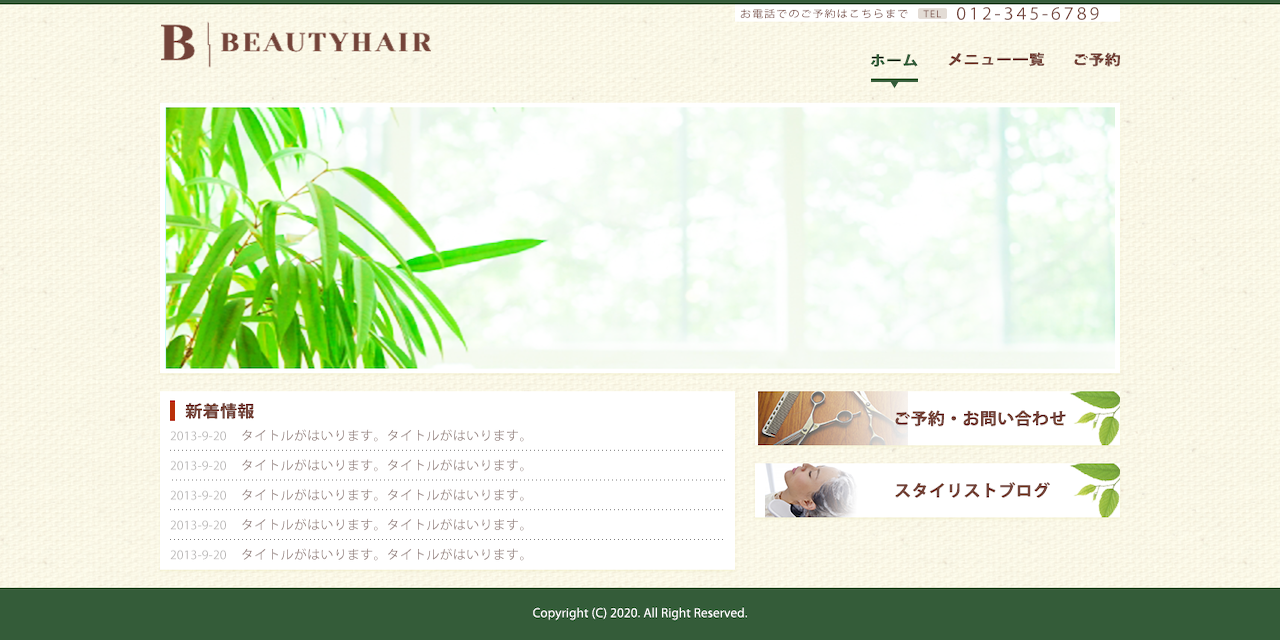 お電話でのご予約はこちらまで TEL 012-345-6789
B BEAUTYHAIR
ホーム メニュー一覧 ご予約
新着情報
2013-9-20 タイトルがはいります。タイトルがはいります。
2013-9-20 タイトルがはいります。タイトルがはいります。
2013-9-20 タイトルがはいります。タイトルがはいります。
2013-9-20 タイトルがはいります。タイトルがはいります。
2013-9-20 タイトルがはいります。タイトルがはいります。
ご予約・お問い合わせ
スタイリストブログ
Copyright (C) 2020. All Right Reserved.